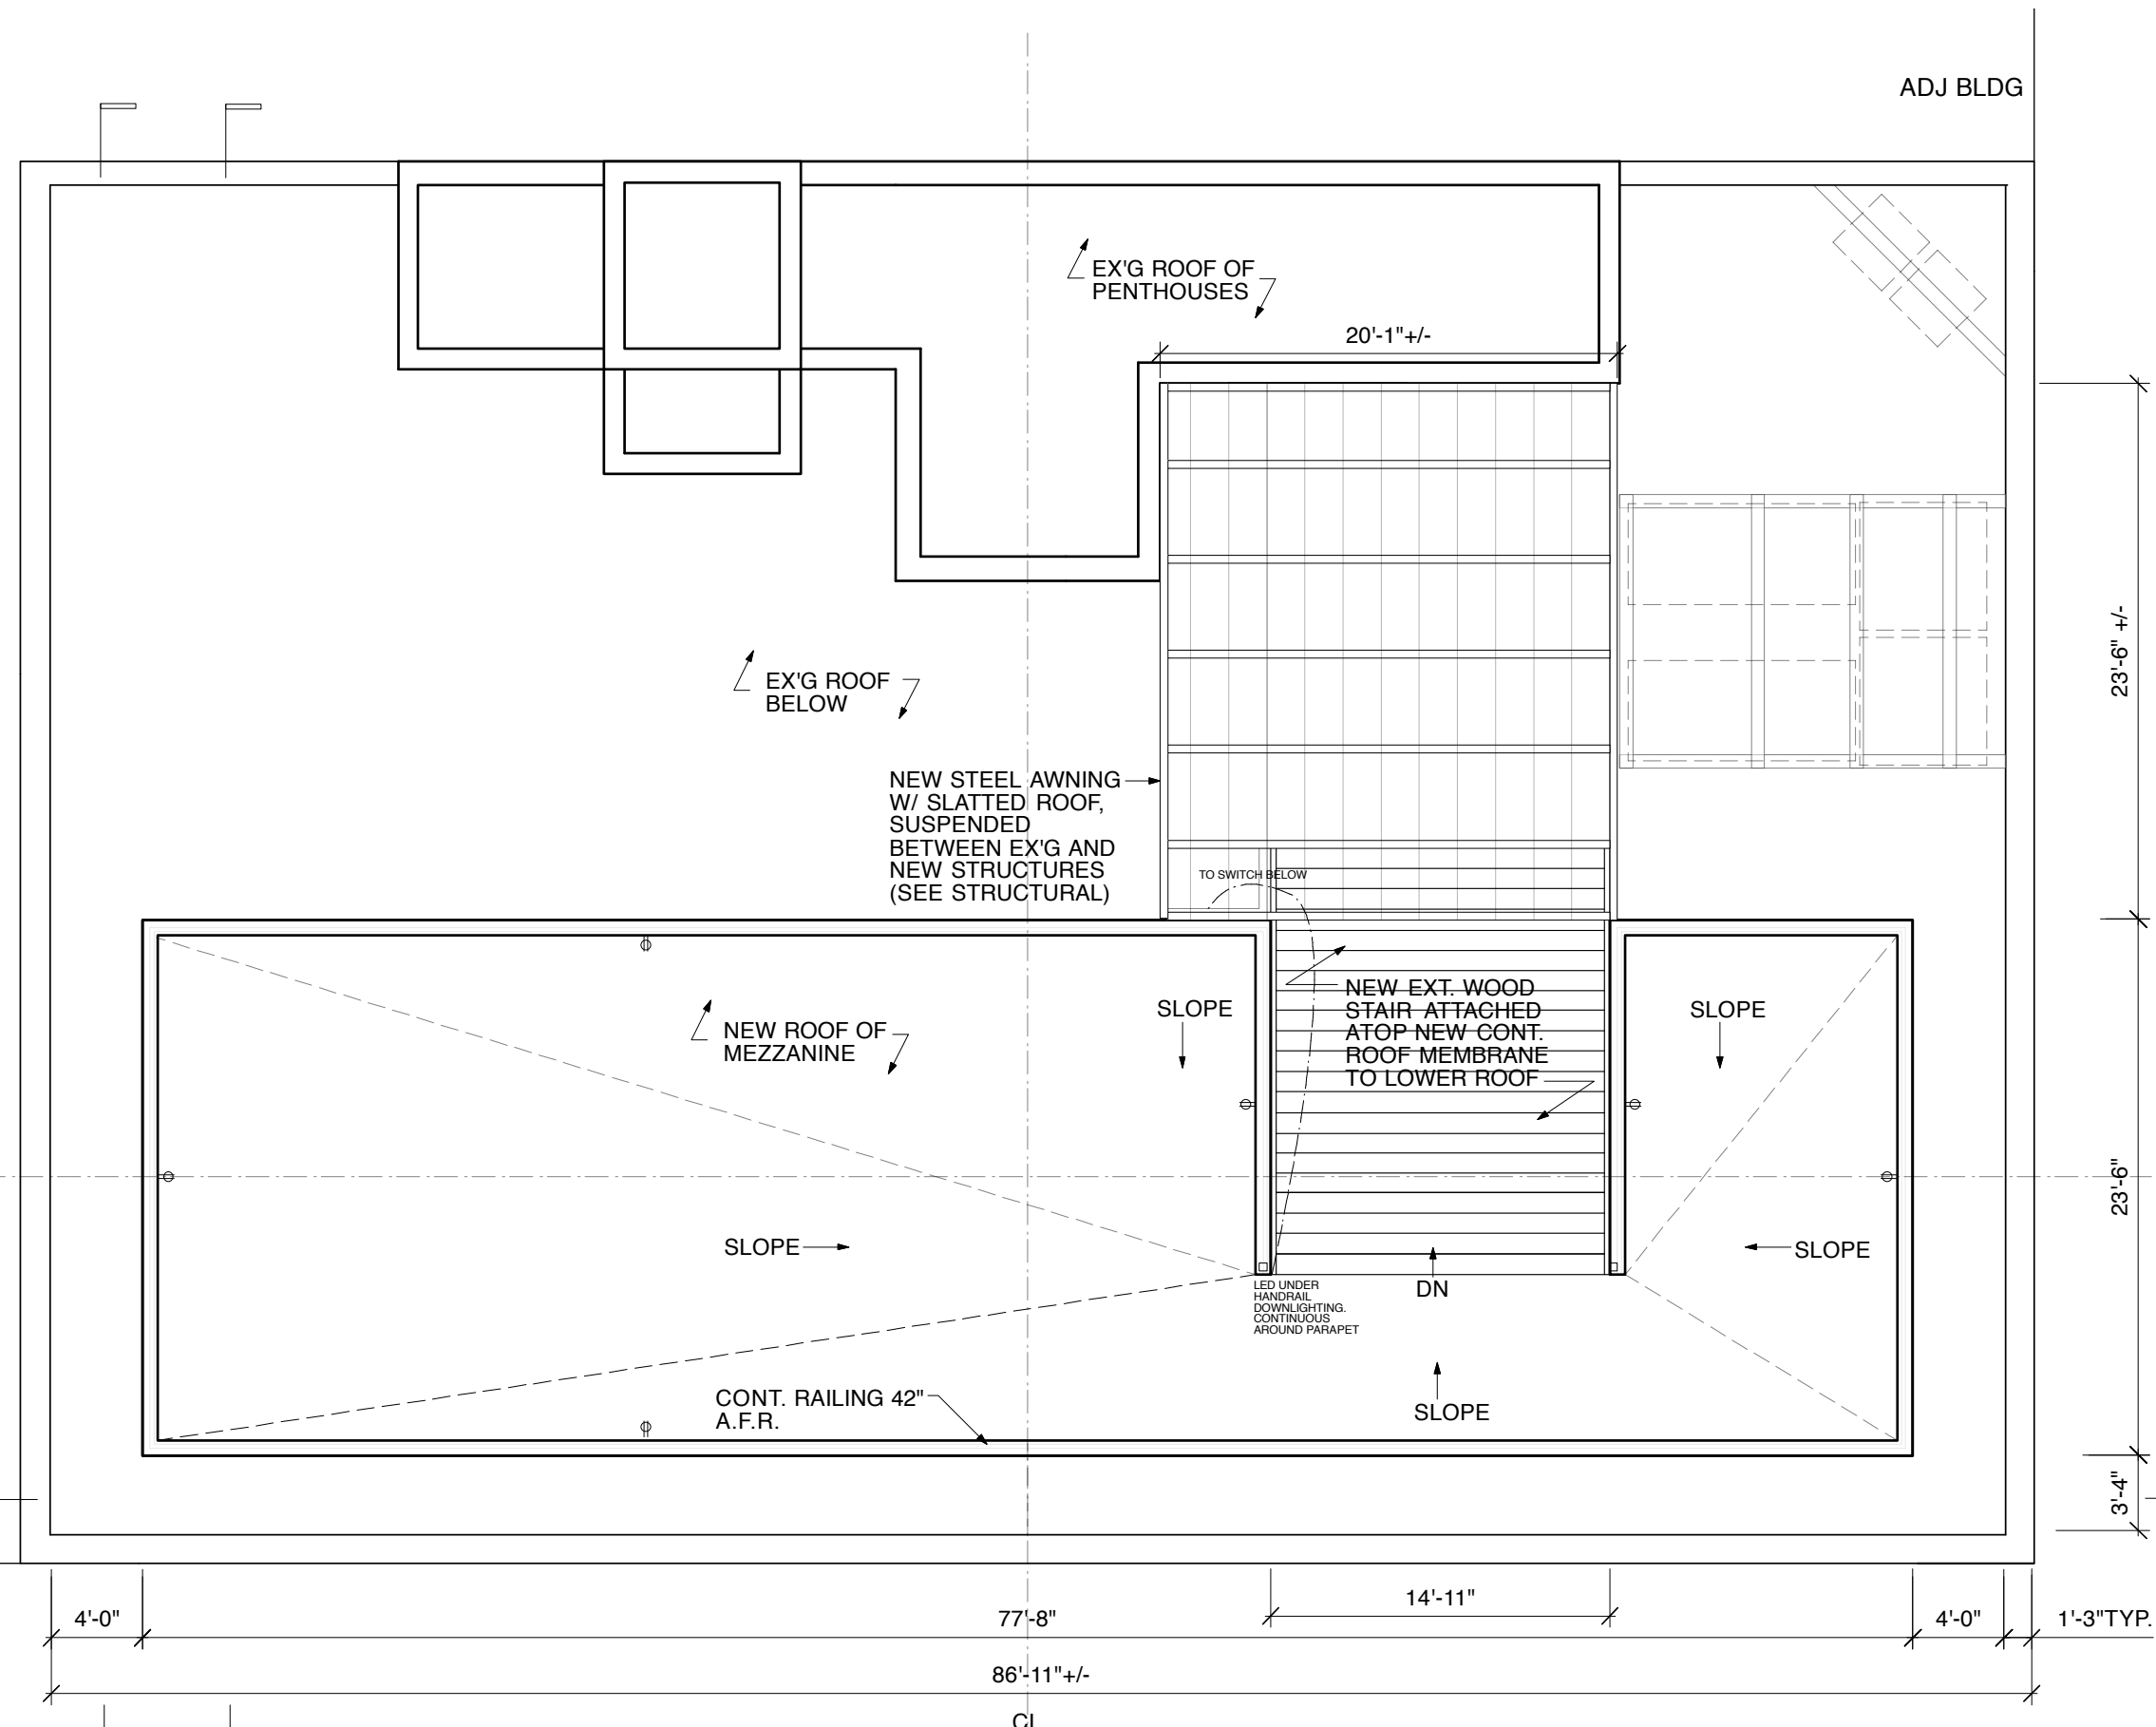 ADJ BLDG
EX'G ROOF OF
PENTHOUSES
20'-1"+/-
23'-6" +/-
EX'G ROOF
BELOW
NEW STEEL AWNING
W/ SLATTED ROOF,
SUSPENDED
BETWEEN EX'G AND
NEW STRUCTURES
(SEE STRUCTURAL)
TO SWITCH BELOW
NEW EXT. WOOD
STAIR ATTACHED
ATOP NEW CONT.
ROOF MEMBRANE
TO LOWER ROOF
SLOPE
SLOPE
NEW ROOF OF
MEZZANINE
23'-6"
SLOPE
SLOPE
DN
LED UNDER
HANDRAIL
DOWNLIGHTING.
CONTINUOUS
AROUND PARAPET
CONT. RAILING 42"
A.F.R.
SLOPE
3'-4"
14'-11"
4'-0"
77'-8"
4'-0"
1'-3"TYP.
86'-11"+/-
CL